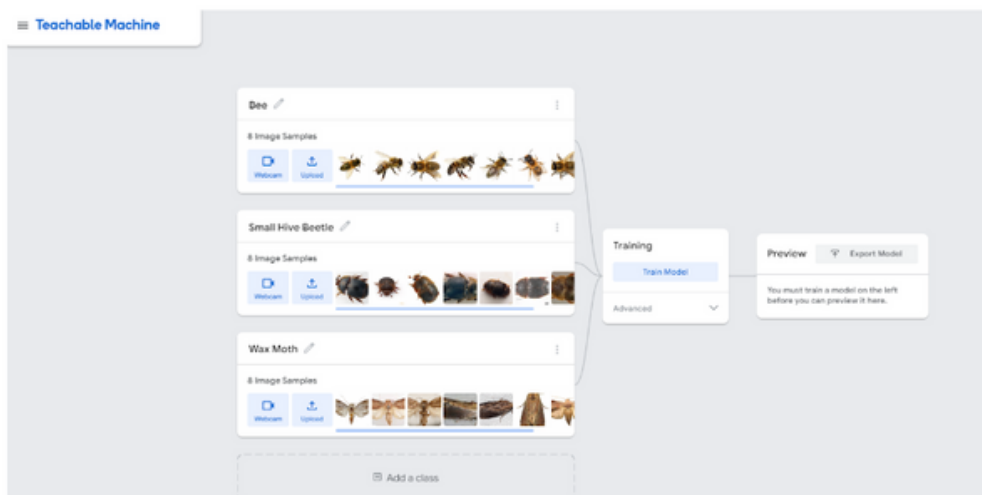 Teachable Machine
Bee
8 Image Samples
Webcam
Upload
Small Hive Beetle
8 Image Samples
Webcam
Upload
Wax Moth
8 Image Samples
Webcam
Upload
Add a class
Training
Train Model
Advanced
Preview
Export Model
You must train a model on the left
before you can preview it here.